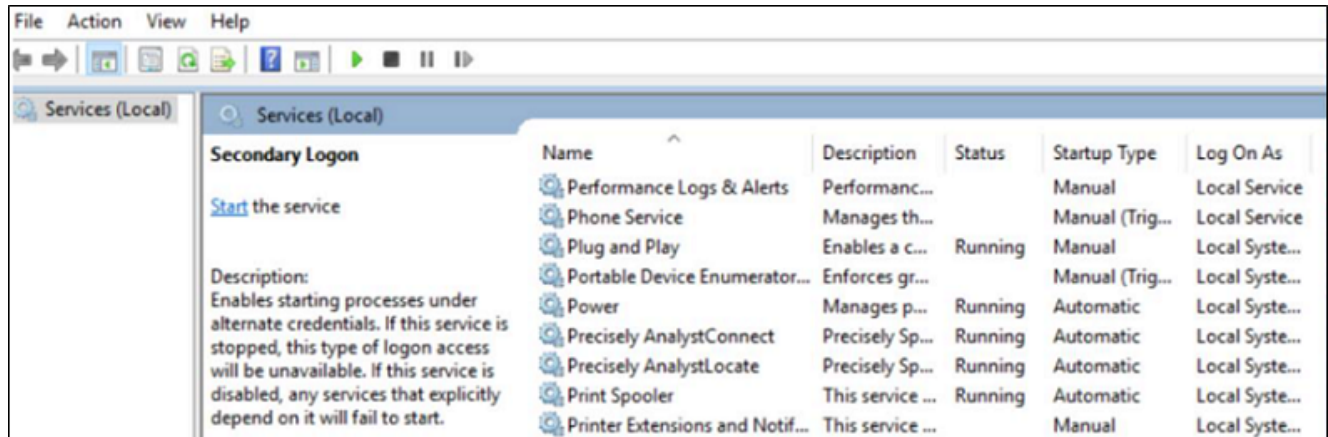 File Action View Help
Services (Local)
Services (Local)
Secondary Logon
Start the service
Description:
Enables starting processes under
alternate credentials. If this service is
stopped, this type of logon access
will be unavailable. If this service is
disabled, any services that explicitly
depend on it will fail to start.
Name Description Status Startup Type Log On As
Performance Logs & Alerts Performanc... Manual Local Service
Phone Service Manages th... Manual (Trig... Local Service
Plug and Play Enables a c... Running Manual Local Syste...
Portable Device Enumerator... Enforces gr... Manual (Trig... Local Syste...
Power Manages p... Running Automatic Local Syste...
Precisely AnalystConnect Precisely Sp... Running Automatic Local Syste...
Precisely AnalystLocate Precisely Sp... Running Automatic Local Syste...
Print Spooler This service ... Running Automatic Local Syste...
Printer Extensions and Notif... This service ... Manual Local Syste...